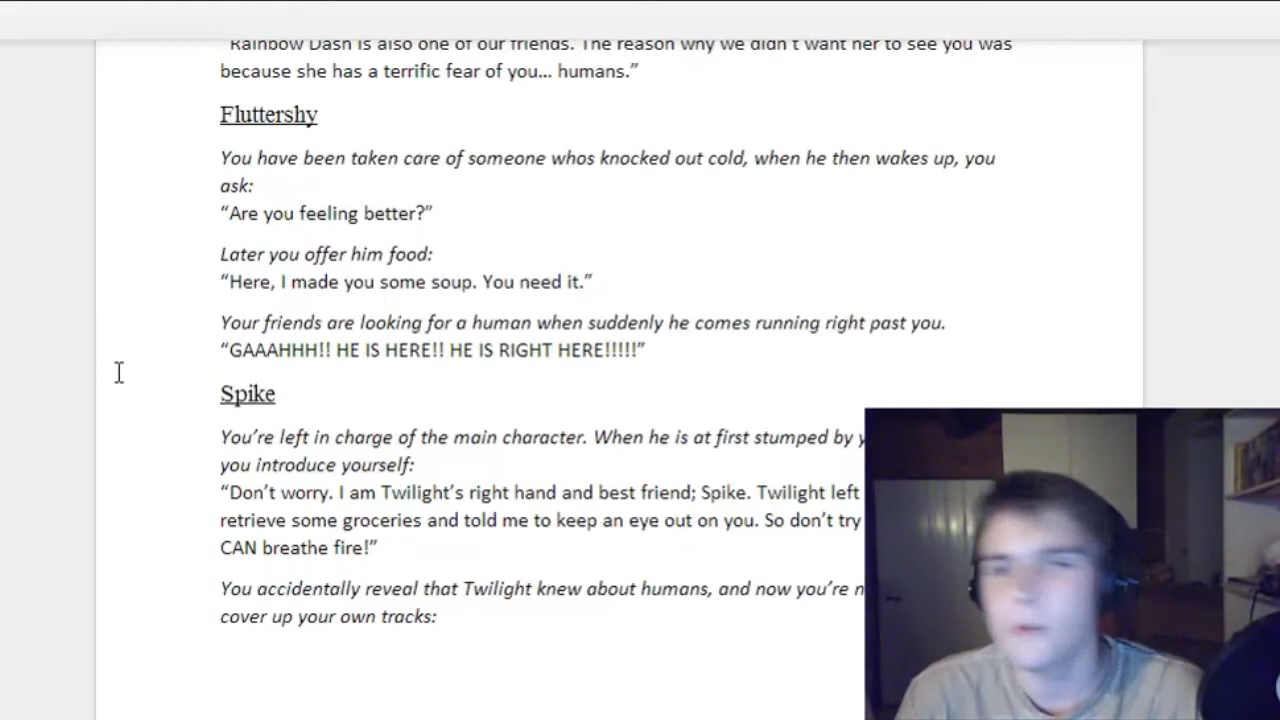 "Rainbow Dash is also one of our friends. The reason why we didn't want her to see you was
because she has a terrific fear of you... humans.”
Fluttershy
You have been taken care of someone whos knocked out cold, when he then wakes up, you
ask:
“Are you feeling better?”
Later you offer him food:
“Here, I made you some soup. You need it.”
Your friends are looking for a human when suddenly he comes running right past you.
“GAAAHHH!! HE IS HERE!! HE IS RIGHT HERE!!!!!”
Spike
You’re left in charge of the main character. When he is at first stumped by
you introduce yourself:
“Don’t worry. I am Twilight’s right hand and best friend; Spike. Twilight left
retrieve some groceries and told me to keep an eye out on you. So don’t try
CAN breathe fire!”
You accidentally reveal that Twilight knew about humans, and now you’re
cover up your own tracks: